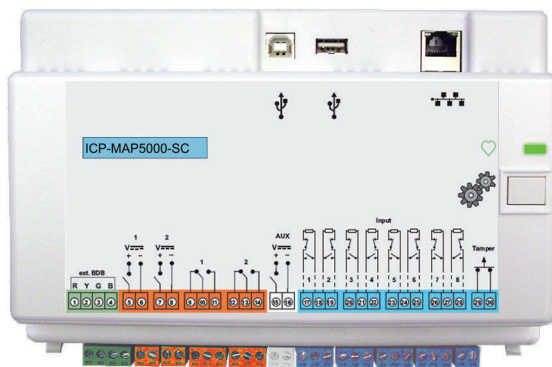 ICP-MAP5000-SC
Input
1 2 AUX
V V V
+ - + - + -
1 2 1 2 3 4 5 6 7 8 Tamper
ext. BDB
R Y G B
1 2 3 4 5 6 7 8 9 10 11 12 13 14 15 16 17 18 19 20 21 22 23 24 25 26 27 28 29 30